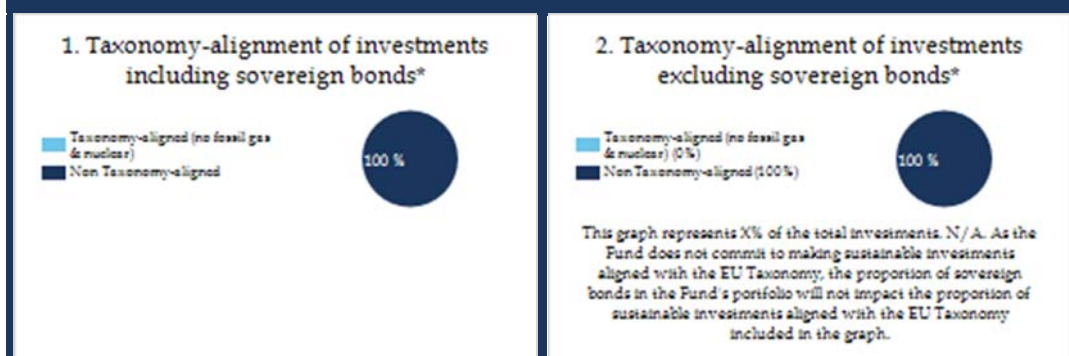 1. Taxonomy-alignment of investments
including sovereign bonds*
Taxonomy-aligned (no fossil gas
& nuclear)
Non Taxonomy-aligned
100 %
2. Taxonomy-alignment of investments
excluding sovereign bonds*
Taxonomy-aligned (no fossil gas
& nuclear) (0%)
Non Taxonomy-aligned (100%)
100 %
This graph represents X% of the total investments. N/A. As the
Fund does not commit to making sustainable investments
aligned with the EU Taxonomy, the proportion of sovereign
bonds in the Fund's portfolio will not impact the proportion of
sustainable investments aligned with the EU Taxonomy
included in the graph.